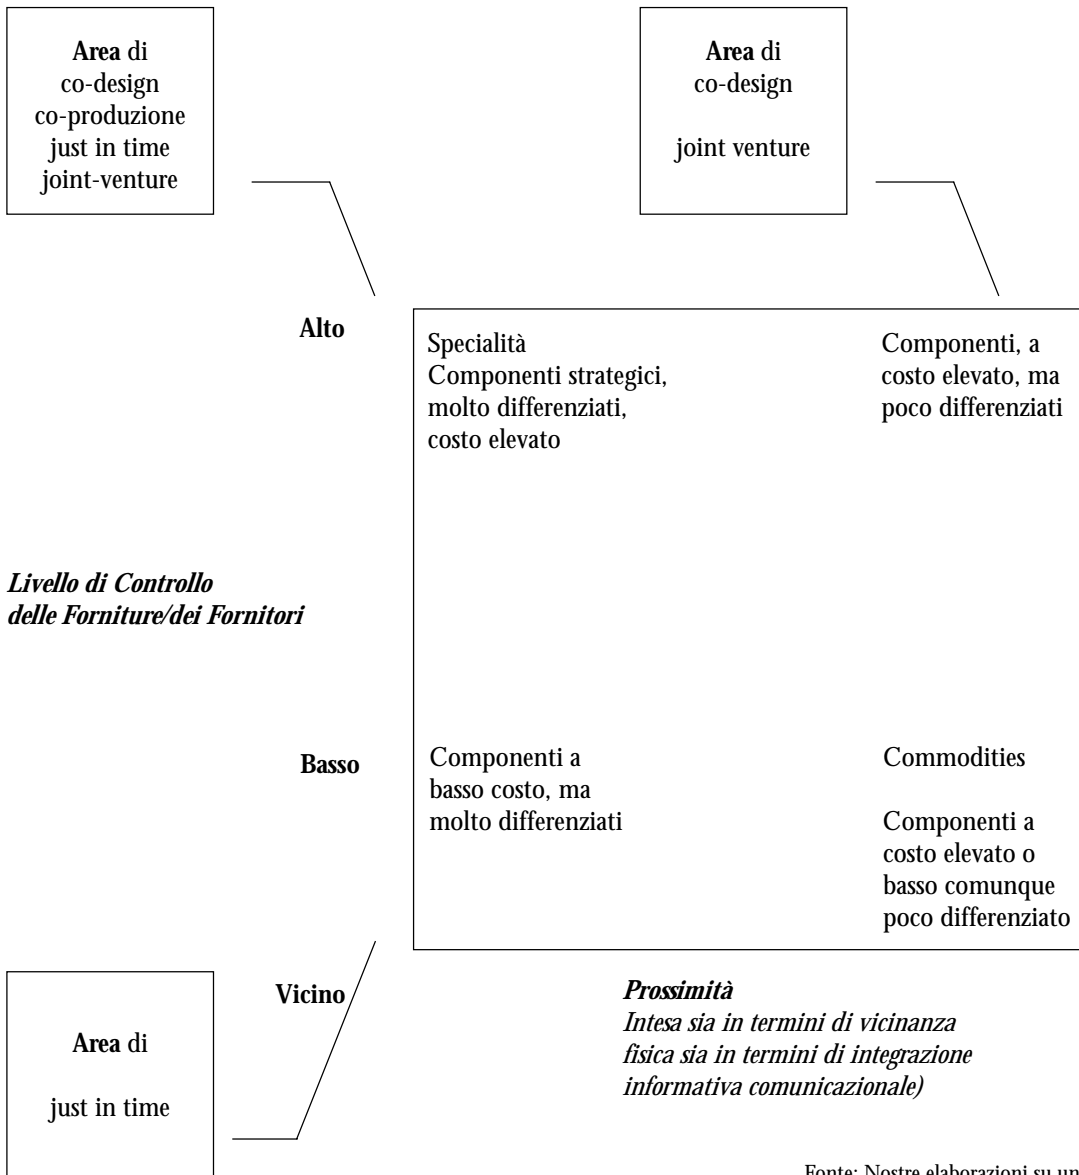 Area di
co-design
co-produzione
just in time
joint-venture
Area di
co-design
joint venture
Alto
Specialità
Componenti strategici,
molto differenziati,
costo elevato
Componenti, a
costo elevato, ma
poco differenziati
Livello di Controllo
delle Forniture/dei Fornitori
Basso
Componenti a
basso costo, ma
molto differenziati
Commodities
Componenti a
costo elevato o
basso comunque
poco differenziato
Vicino
Prossimità
Intesa sia in termini di vicinanza
fisica sia in termini di integrazione
informativa comunicazionale)
Area di
just in time
Fonte: Nostre elaborazioni su un